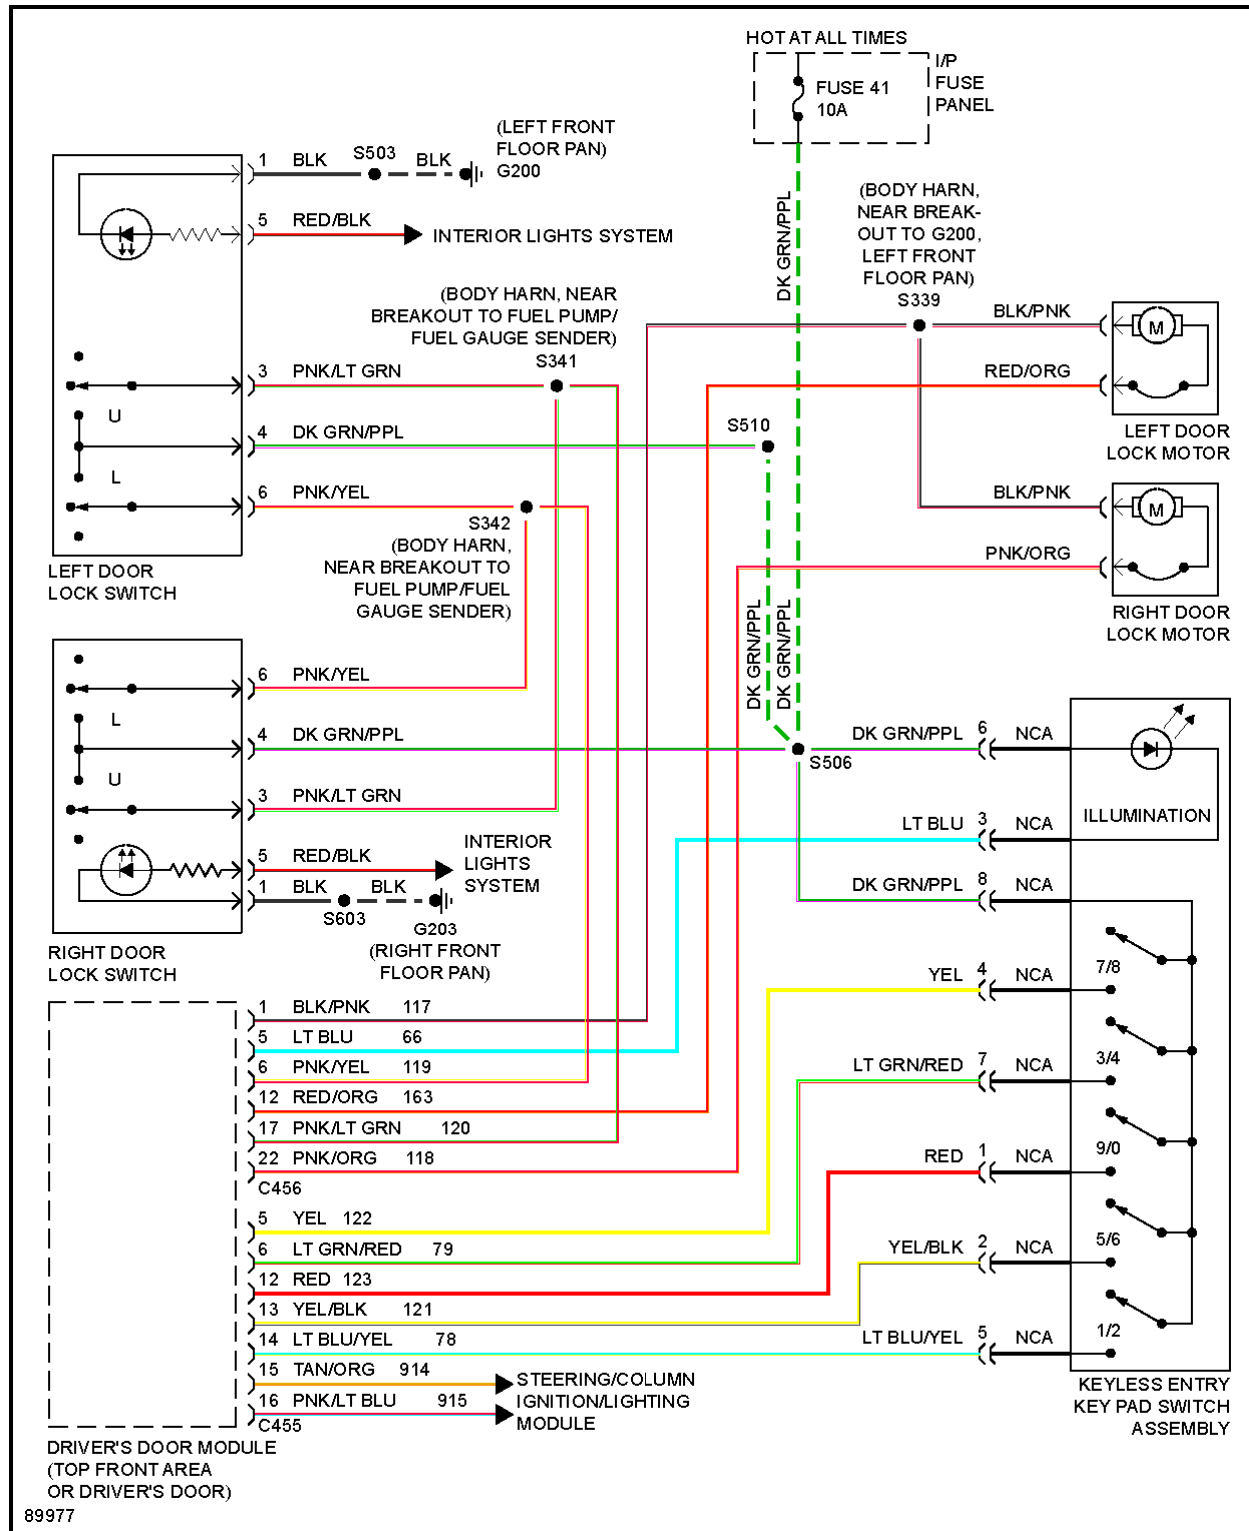 HOT AT ALL TIMES
I/P
FUSE
PANEL
FUSE 41
10A
(LEFT FRONT
FLOOR PAN)
G200
1 BLK S503 BLK
5 RED/BLK
INTERIOR LIGHTS SYSTEM
DK GRN/PPL
(BODY HARN,
NEAR BREAK-
OUT TO G200,
LEFT FRONT
FLOOR PAN)
S339
(BODY HARN, NEAR
BREAKOUT TO FUEL PUMP/
FUEL GAUGE SENDER)
S341
BLK/PNK
M
RED/ORG
LEFT DOOR
LOCK MOTOR
3 PNK/LT GRN
U
4 DK GRN/PPL
S510
L
6 PNK/YEL
S342
(BODY HARN,
NEAR BREAKOUT TO
FUEL PUMP/FUEL
GAUGE SENDER)
LEFT DOOR
LOCK SWITCH
BLK/PNK
M
PNK/ORG
RIGHT DOOR
LOCK MOTOR
DK GRN/PPL
DK GRN/PPL
6 PNK/YEL
L
4 DK GRN/PPL
U
3 PNK/LT GRN
5 RED/BLK
INTERIOR
LIGHTS
SYSTEM
1 BLK BLK
S603
G203
(RIGHT FRONT
FLOOR PAN)
RIGHT DOOR
LOCK SWITCH
S506
DK GRN/PPL 6 NCA
ILLUMINATION
LT BLU 3 NCA
DK GRN/PPL 8 NCA
7/8
YEL 4 NCA
3/4
LT GRN/RED 7 NCA
9/0
RED 1 NCA
5/6
YEL/BLK 2 NCA
1/2
LT BLU/YEL 5 NCA
KEYLESS ENTRY
KEY PAD SWITCH
ASSEMBLY
1 BLK/PNK 117
5 LT BLU 66
6 PNK/YEL 119
12 RED/ORG 163
17 PNK/LT GRN 120
22 PNK/ORG 118
C456
5 YEL 122
6 LT GRN/RED 79
12 RED 123
13 YEL/BLK 121
14 LT BLU/YEL 78
15 TAN/ORG 914
16 PNK/LT BLU 915
C455
STEERING/COLUMN
IGNITION/LIGHTING
MODULE
DRIVER'S DOOR MODULE
(TOP FRONT AREA
OR DRIVER'S DOOR)
89977